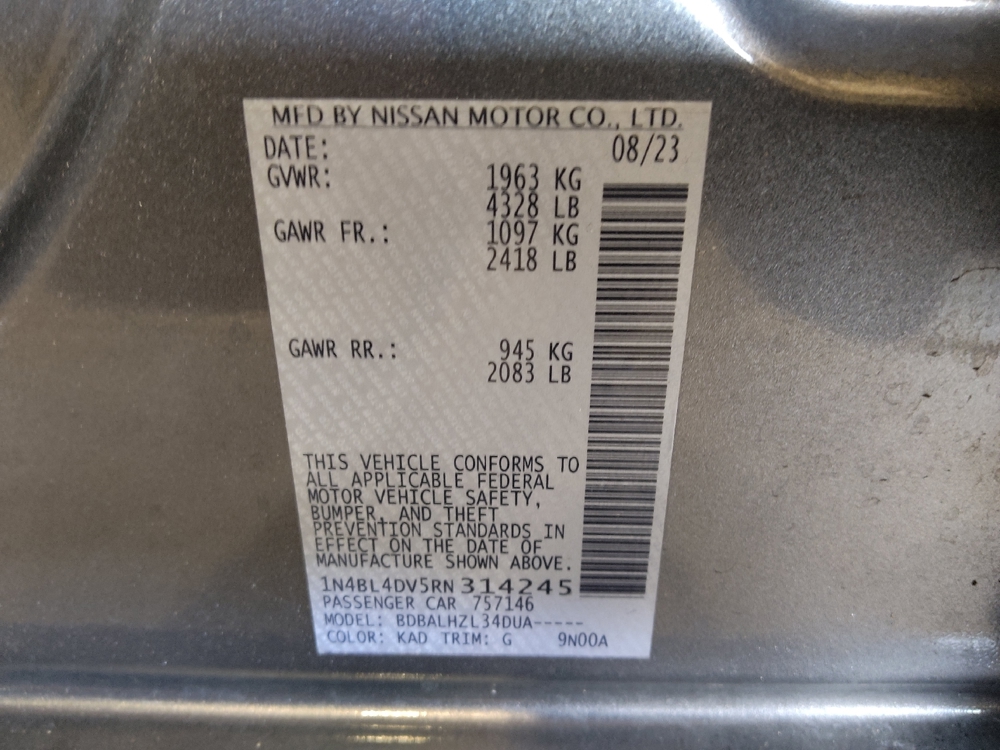 MFD BY NISSAN MOTOR CO., LTD.
DATE: 08/23
GVWR: 1963 KG
4328 LB
GAWR FR.: 1097 KG
2418 LB
GAWR RR.: 945 KG
2083 LB
THIS VEHICLE CONFORMS TO
ALL APPLICABLE FEDERAL
MOTOR VEHICLE SAFETY,
BUMPER, AND THEFT
PREVENTION STANDARDS IN
EFFECT ON THE DATE OF
MANUFACTURE SHOWN ABOVE.
1N4BL4DV5RN314245
PASSENGER CAR 757146
MODEL: BDBALHZL34DUA-----
COLOR: KAD TRIM: G 9N00A